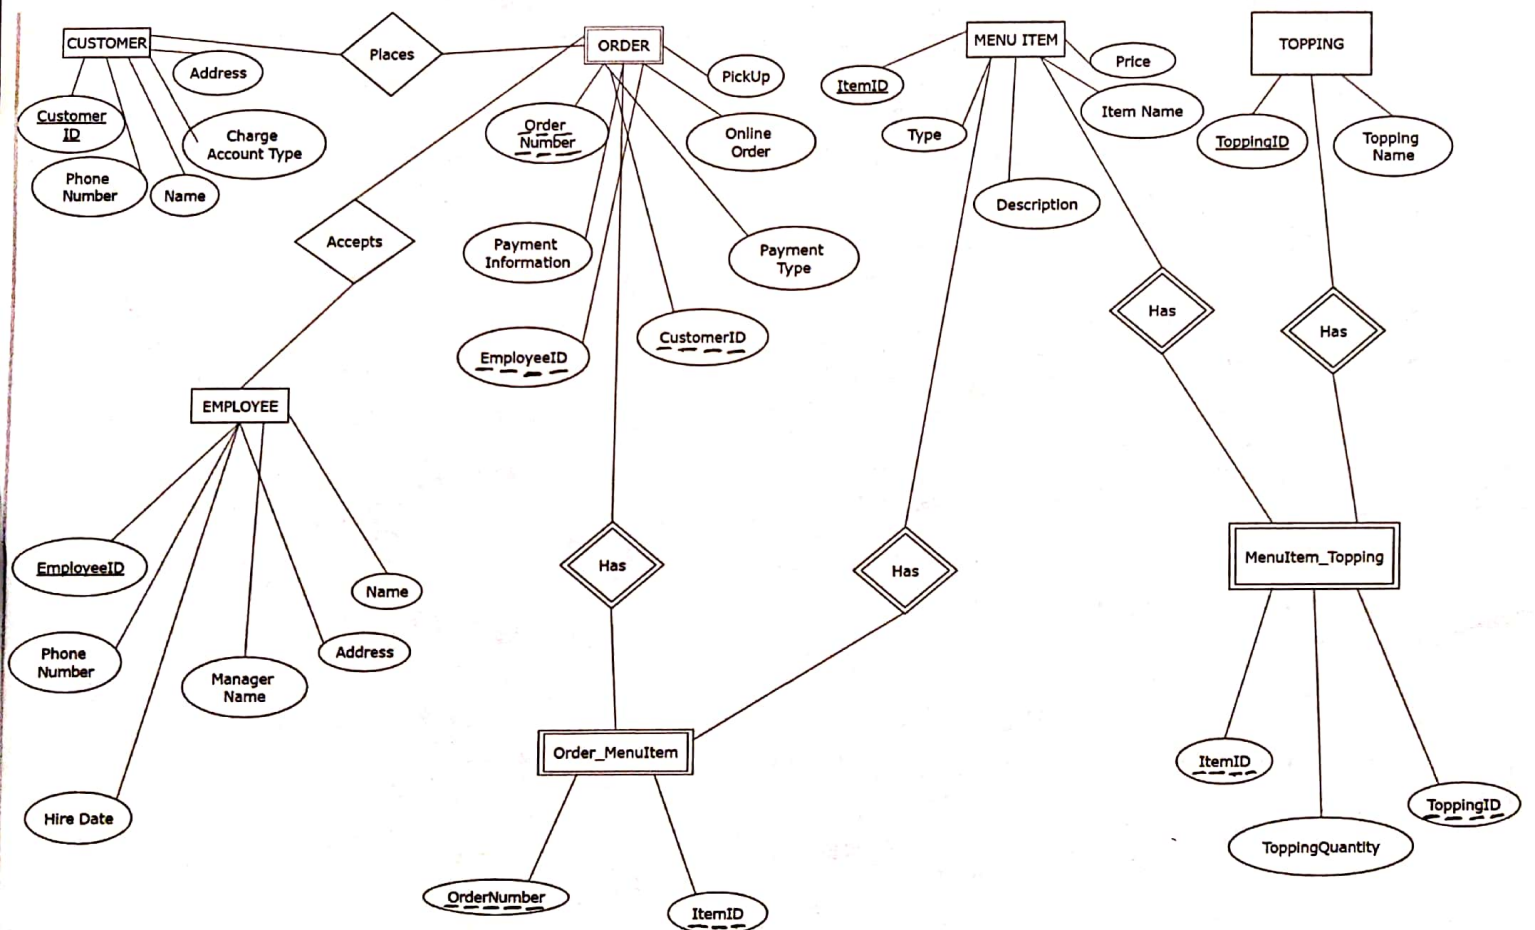 CUSTOMER
Places
ORDER
MENU ITEM
TOPPING
Address
PickUp
Price
ItemID
Item Name
Customer
ID
Charge
Account Type
Order
Number
Online
Order
Type
ToppingID
Topping
Name
Phone
Number
Name
Description
Accepts
Payment
Information
Payment
Type
Has
Has
EmployeeID
CustomerID
EMPLOYEE
EmployeeID
Name
Has
Has
MenuItem_Topping
Phone
Number
Manager
Name
Address
Order_MenuItem
Hire Date
ItemID
ToppingID
ToppingQuantity
OrderNumber
ItemID